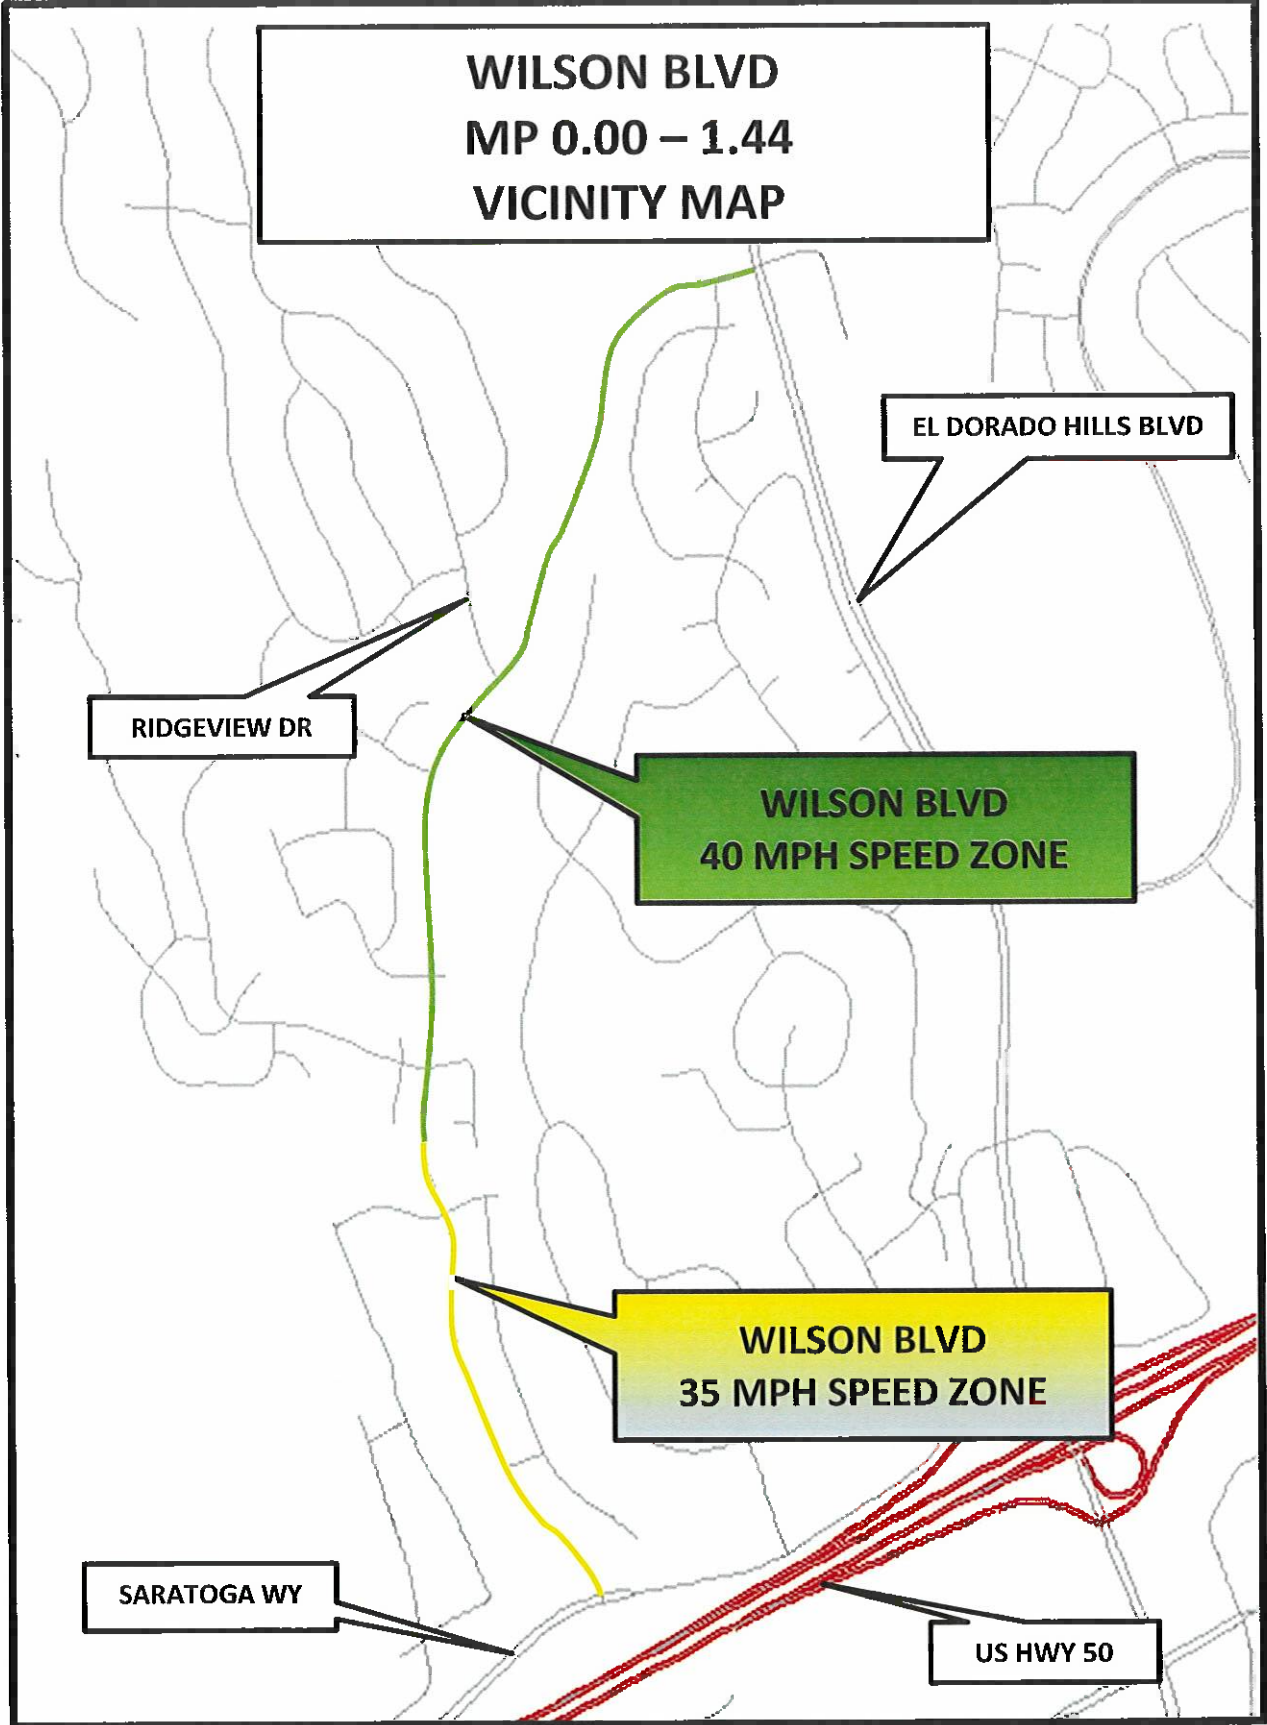 WILSON BLVD
MP 0.00 – 1.44
VICINITY MAP
EL DORADO HILLS BLVD
RIDGEVIEW DR
WILSON BLVD
40 MPH SPEED ZONE
WILSON BLVD
35 MPH SPEED ZONE
SARATOGA WY
US HWY 50